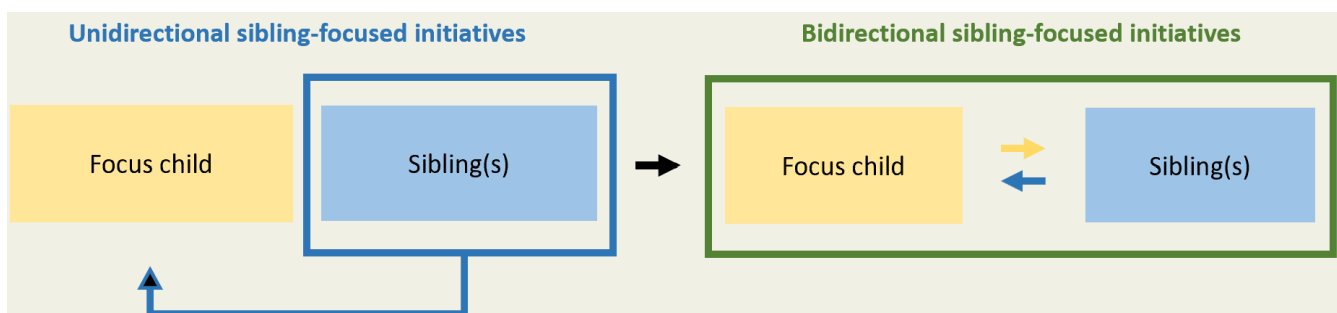 Unidirectional sibling-focused initiatives
Bidirectional sibling-focused initiatives
Focus child
Sibling(s)
Focus child
Sibling(s)